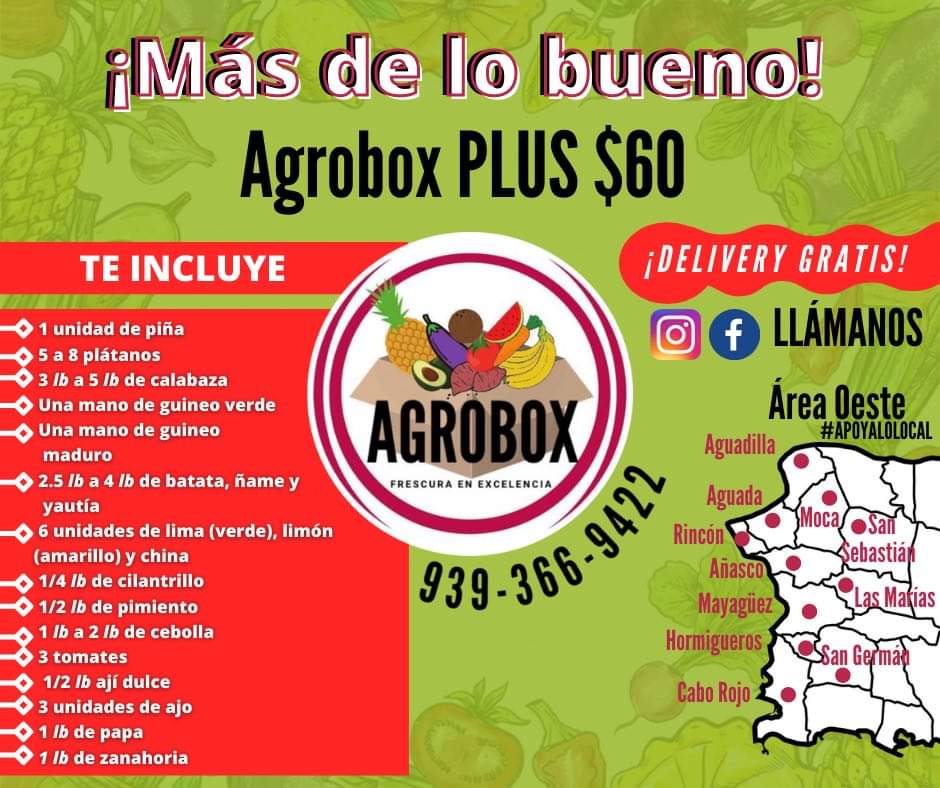 ¡Más de lo bueno!
Agrobox PLUS $60
TE INCLUYE
1 unidad de piña
5 a 8 plátanos
3 lb a 5 lb de calabaza
Una mano de guineo verde
Una mano de guineo
maduro
2.5 lb a 4 lb de batata, ñame y
yautía
6 unidades de lima (verde), limón
(amarillo) y china
1/4 lb de cilantrillo
1/2 lb de pimiento
1 lb a 2 lb de cebolla
3 tomates
1/2 lb ají dulce
3 unidades de ajo
1 lb de papa
1 lb de zanahoria
AGROBOX
FRESCURA EN EXCELENCIA
939-366-9422
¡DELIVERY GRATIS!
LLÁMANOS
Área Oeste
#APOYALOLOCAL
Aguadilla
Aguada
Moca
San
Sebastián
Rincón
Añasco
Las Marías
Mayagüez
Hormigueros
San Germán
Cabo Rojo